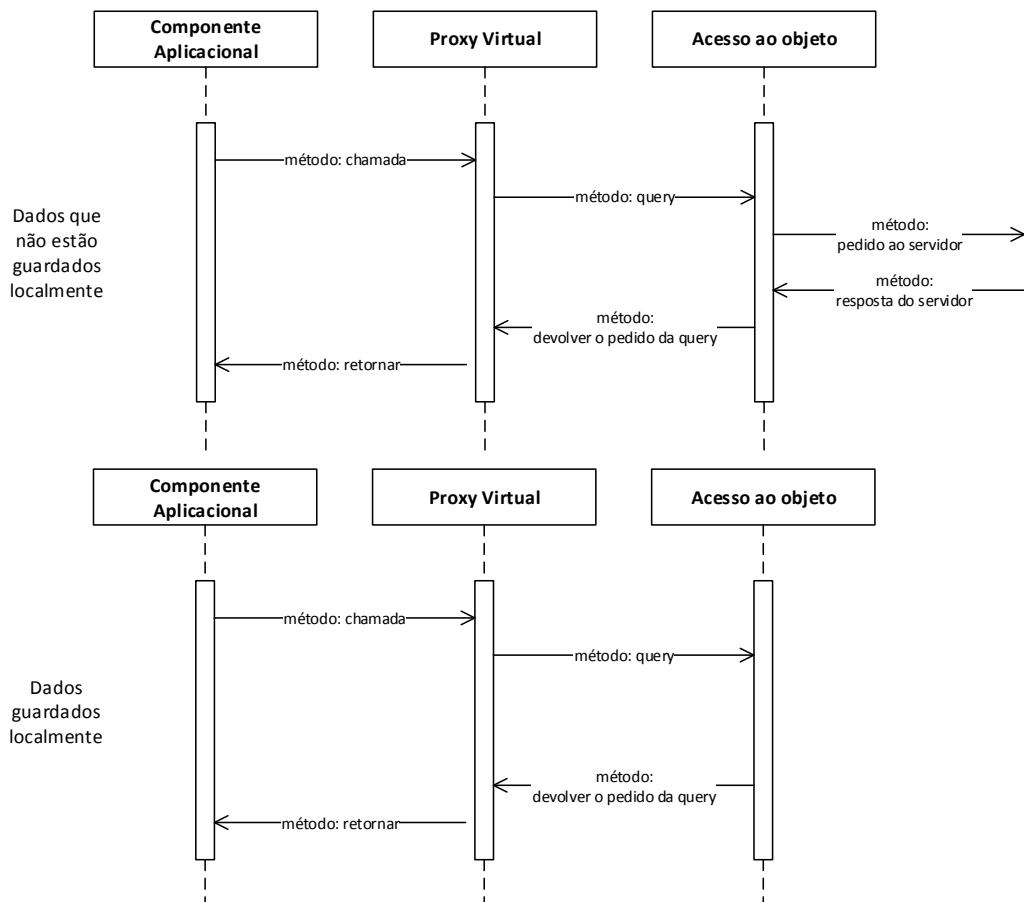 Componente
Aplicacional
Proxy Virtual
Acesso ao objeto
método: chamada
método: query
Dados que
não estão
guardados
localmente
método:
pedido ao servidor
método:
resposta do servidor
método:
devolver o pedido da query
método: retornar
Componente
Aplicacional
Proxy Virtual
Acesso ao objeto
método: chamada
método: query
Dados
guardados
localmente
método:
devolver o pedido da query
método: retornar